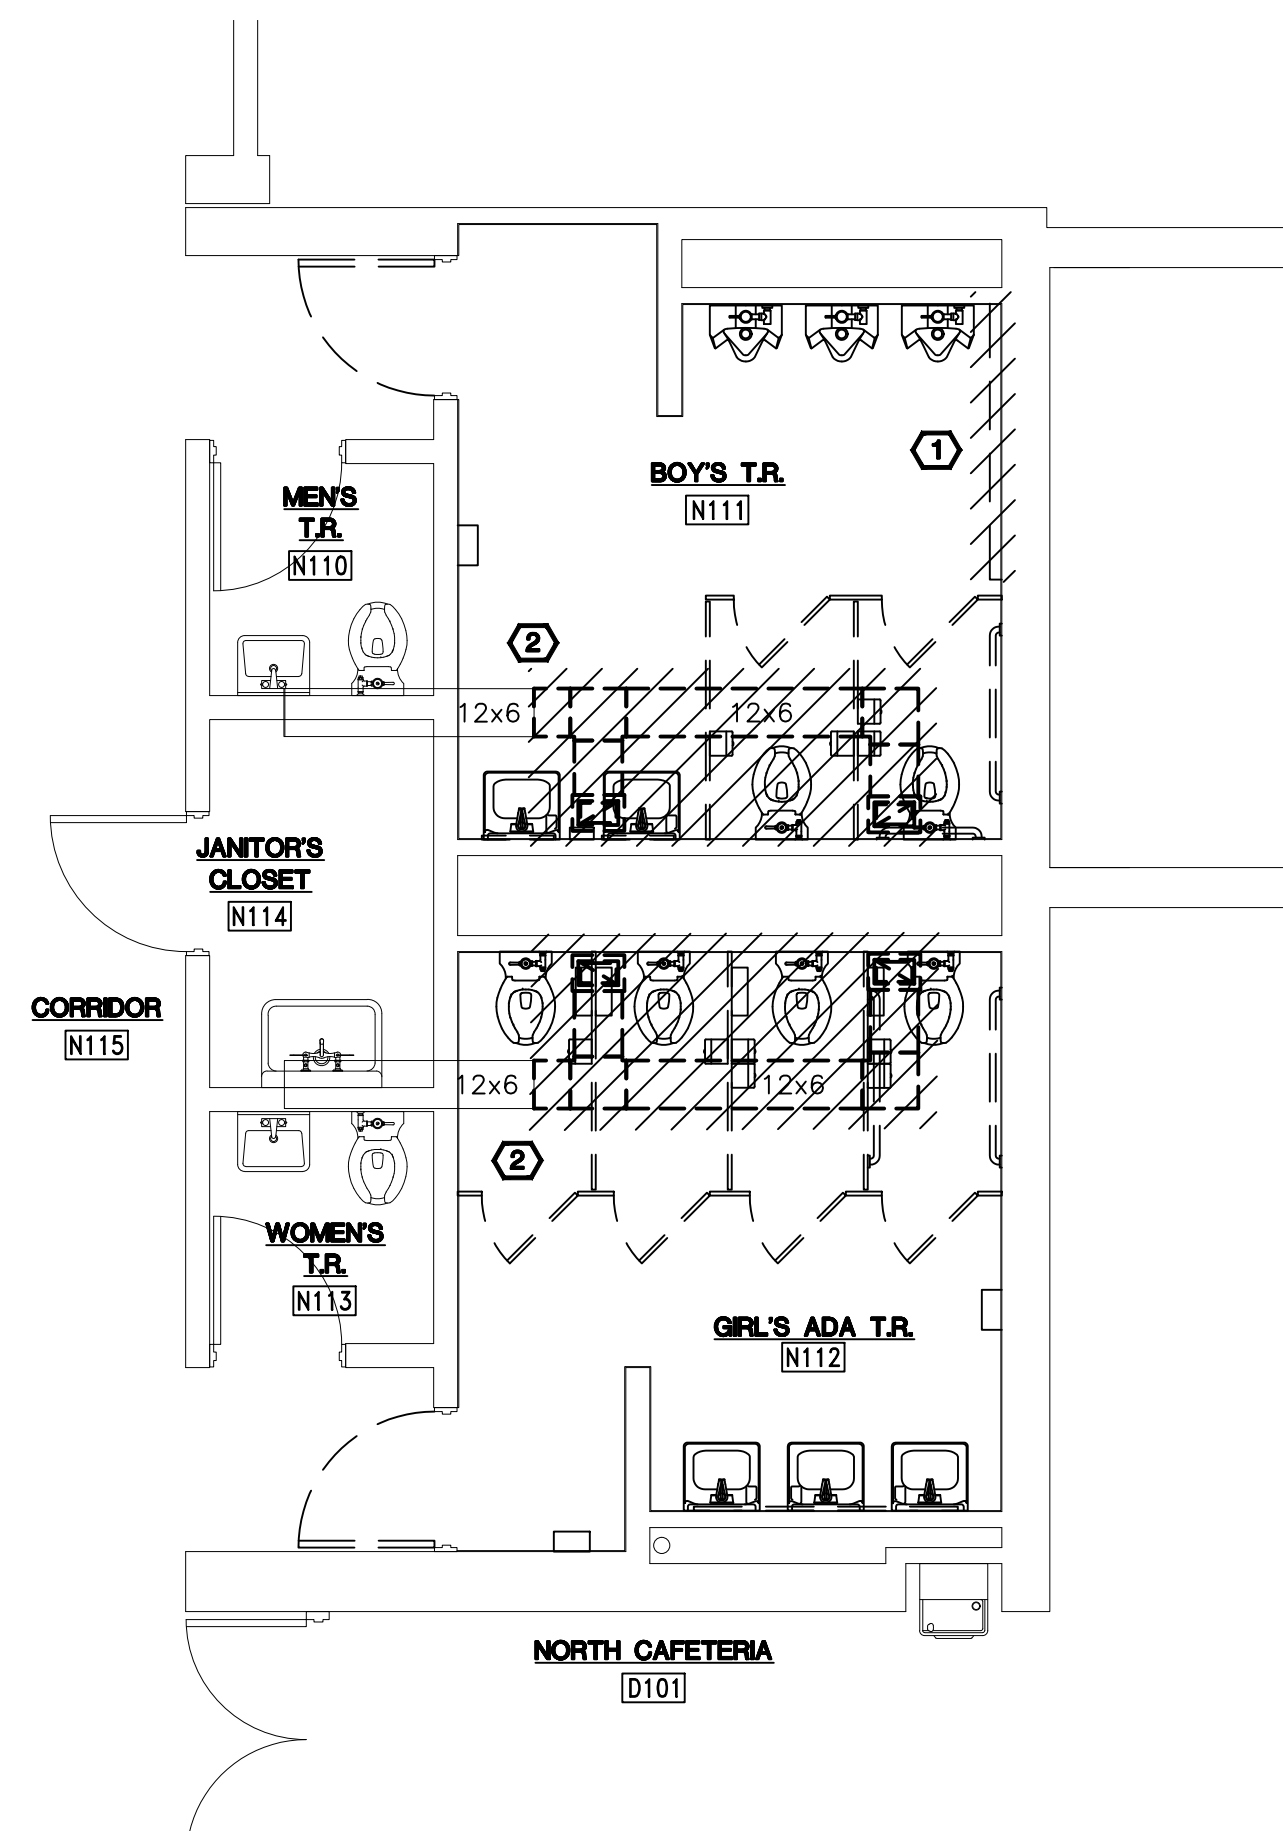 1
BOY'S T.R.
N111
MEN'S
T.R.
N110
2
12x6
12x6
JANITOR'S
CLOSET
N114
CORRIDOR
N115
12x6
12x6
2
WOMEN'S
T.R.
N113
GIRL'S ADA T.R.
N112
NORTH CAFETERIA
D101